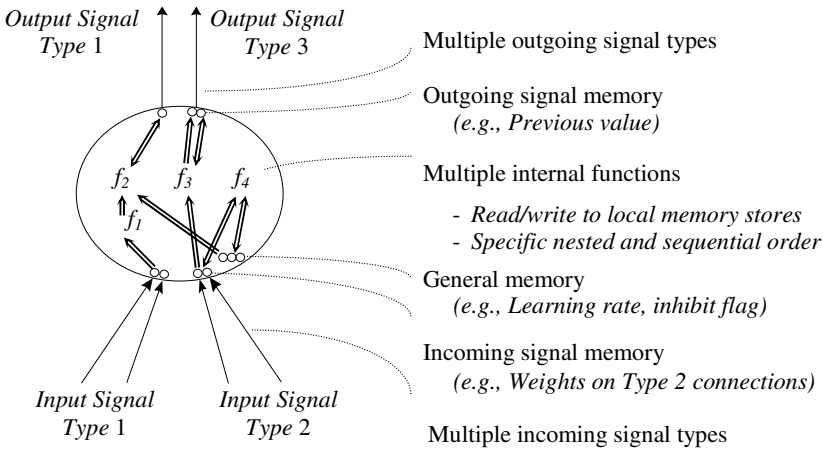 Output Signal
Type 1
Output Signal
Type 3
f2
f3
f4
f1
Input Signal
Type 1
Input Signal
Type 2
Multiple outgoing signal types
Outgoing signal memory
(e.g., Previous value)
Multiple internal functions
- Read/write to local memory stores
- Specific nested and sequential order
General memory
(e.g., Learning rate, inhibit flag)
Incoming signal memory
(e.g., Weights on Type 2 connections)
Multiple incoming signal types